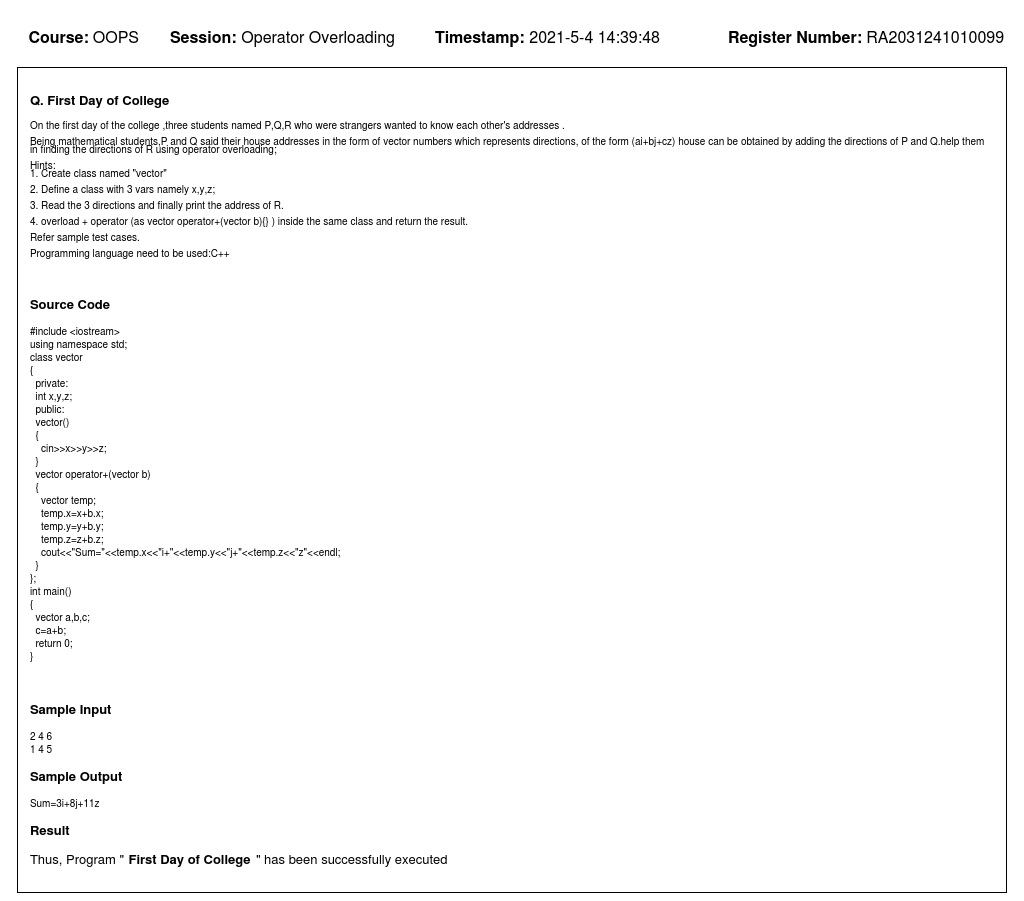 Course: OOPS Session: Operator Overloading Timestamp: 2021-5-4 14:39:48 Register Number: RA2031241010099
Q. First Day of College
On the first day of the college ,three students named P,Q,R who were strangers wanted to know each other's addresses .
Being mathematical students,P and Q said their house addresses in the form of vector numbers which represents directions, of the form (ai+bj+cz) house can be obtained by adding the directions of P and Q.help them
in finding the directions of R using operator overloading;
Hints:
1. Create class named "vector"
2. Define a class with 3 vars namely x,y,z;
3. Read the 3 directions and finally print the address of R.
4. overload + operator (as vector operator+(vector b){} ) inside the same class and return the result.
Refer sample test cases.
Programming language need to be used:C++
Source Code
#include <iostream>
using namespace std;
class vector
{
private:
int x,y,z;
public:
vector()
{
cin>>x>>y>>z;
}
vector operator+(vector b)
{
vector temp;
temp.x=x+b.x;
temp.y=y+b.y;
temp.z=z+b.z;
cout<<"Sum="<<temp.x<<"i+"<<temp.y<<"j+"<<temp.z<<"z"<<endl;
}
};
int main()
{
vector a,b,c;
c=a+b;
return 0;
}
Sample Input
2 4 6
1 4 5
Sample Output
Sum=3i+8j+11z
Result
Thus, Program " First Day of College " has been successfully executed